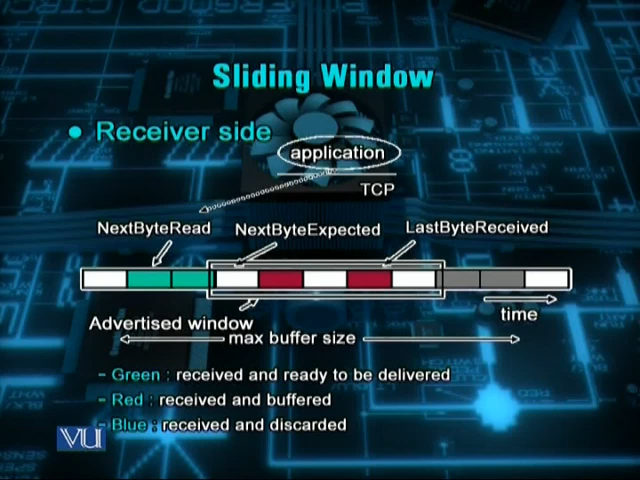 Sliding Window
● Receiver side
application
TCP
NextByteRead NextByteExpected LastByteReceived
time
Advertised window
max buffer size
- Green : received and ready to be delivered
- Red : received and buffered
- Blue : received and discarded
VU